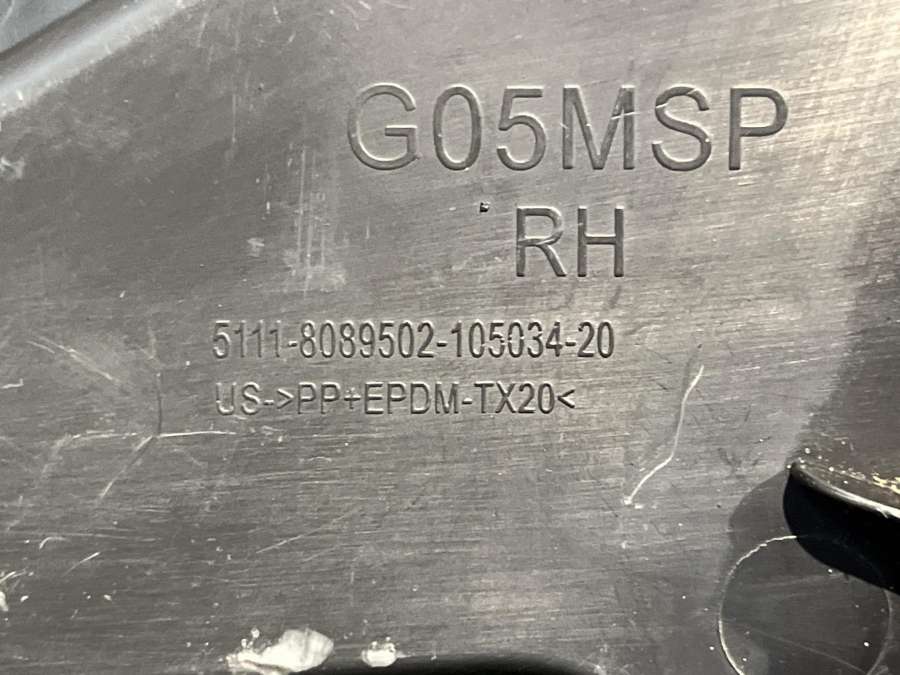 G05MSP
RH
5111-8089502-105034-20
US->PP+EPDM-TX20<